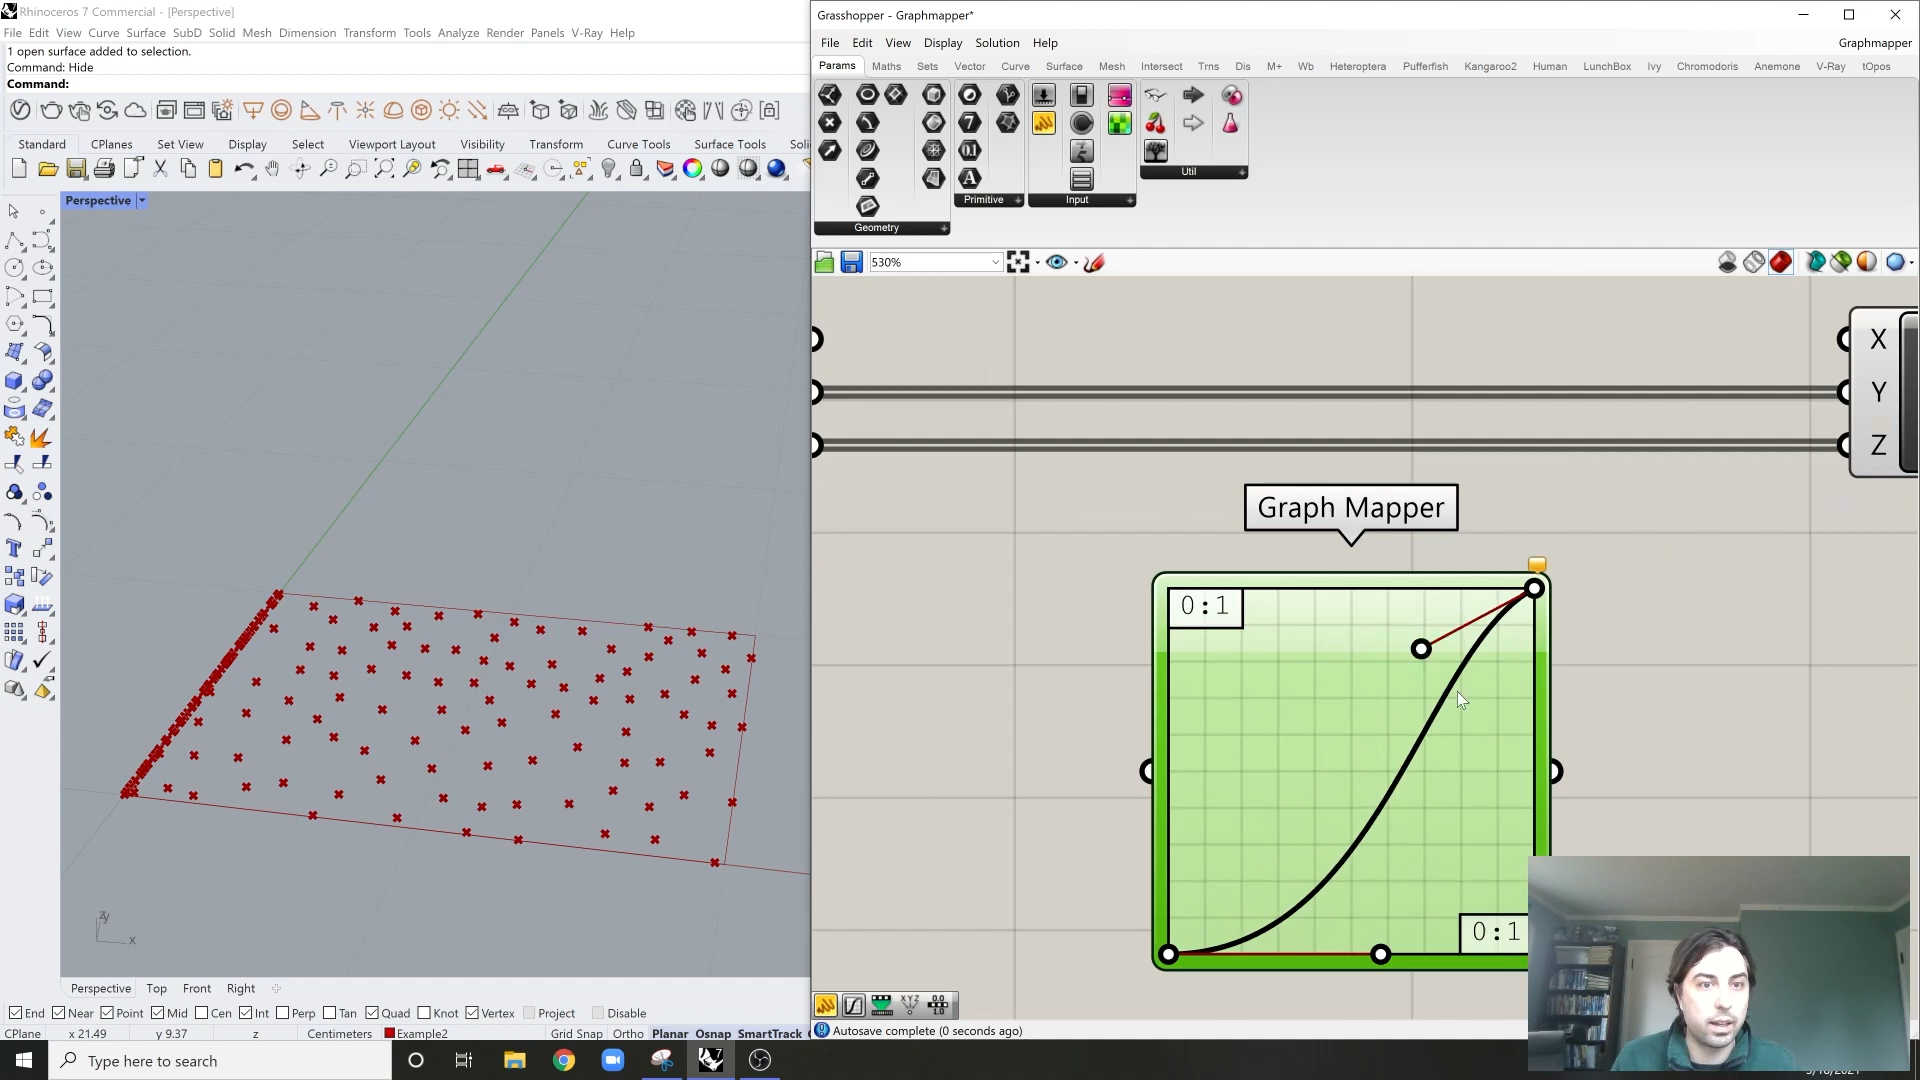 Rhinoceros 7 Commercial - [Perspective]
File Edit View Curve Surface SubD Solid Mesh Dimension Transform Tools Analyze Render Panels V-Ray Help
1 open surface added to selection.
Command: Hide
Command:
Standard CPlanes Set View Display Select Viewport Layout Visibility Transform Curve Tools Surface Tools Soli
Perspective
z y
x
Perspective Top Front Right
End Near Point Mid Cen Int Perp Tan Quad Knot Vertex Project Disable
CPlane x 21.49 y 9.37 z Centimeters Example2 Grid Snap Ortho Planar Osnap SmartTrack
Grasshopper - Graphmapper*
File Edit View Display Solution Help Graphmapper
Params Maths Sets Vector Curve Surface Mesh Intersect Trns Dis M+ Wb Heteroptera Pufferfish Kangaroo2 Human LunchBox Ivy Chromodoris Anemone V-Ray tOpos
Geometry Primitive Input Util
530%
X
Y
Z
Graph Mapper
0:1
0:1
Autosave complete (0 seconds ago)
Type here to search